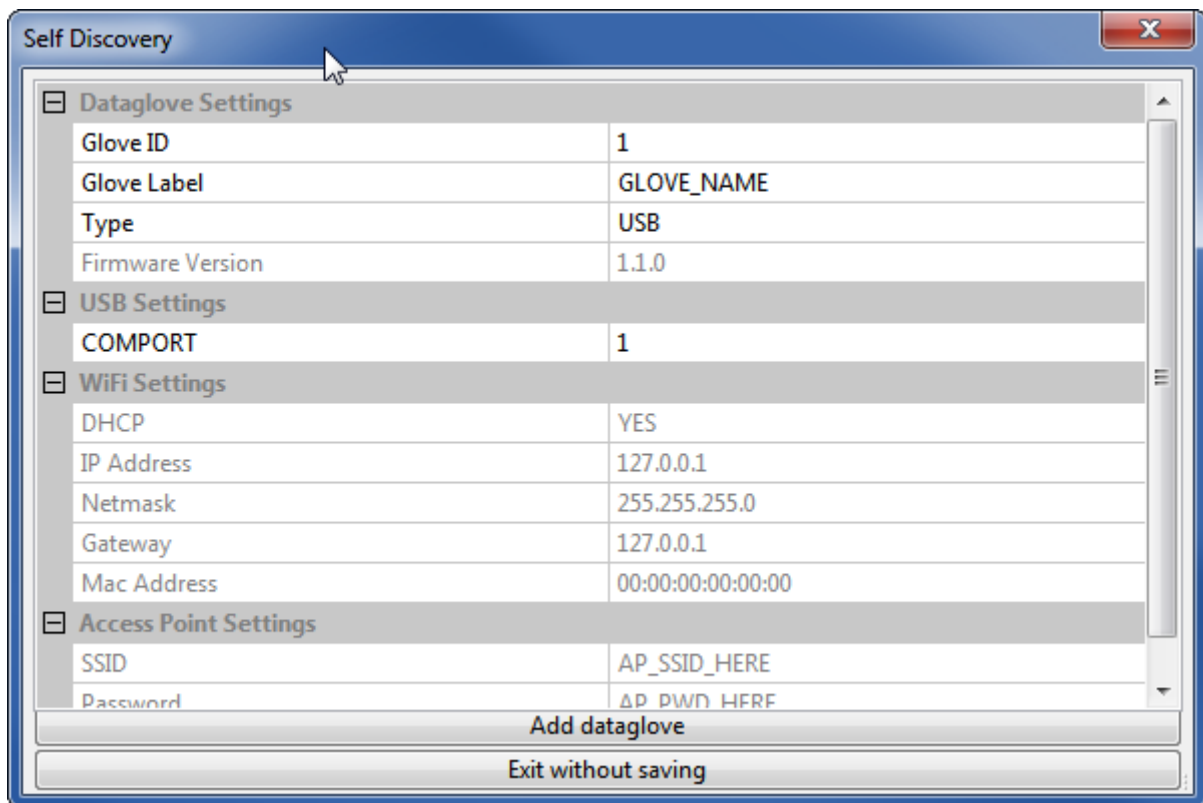 Self Discovery
Dataglove Settings
Glove ID 1
Glove Label GLOVE_NAME
Type USB
Firmware Version 1.1.0
USB Settings
COMPORT 1
WiFi Settings
DHCP YES
IP Address 127.0.0.1
Netmask 255.255.255.0
Gateway 127.0.0.1
Mac Address 00:00:00:00:00:00
Access Point Settings
SSID AP_SSID_HERE
Password AP_PWD_HERE
Add dataglove
Exit without saving